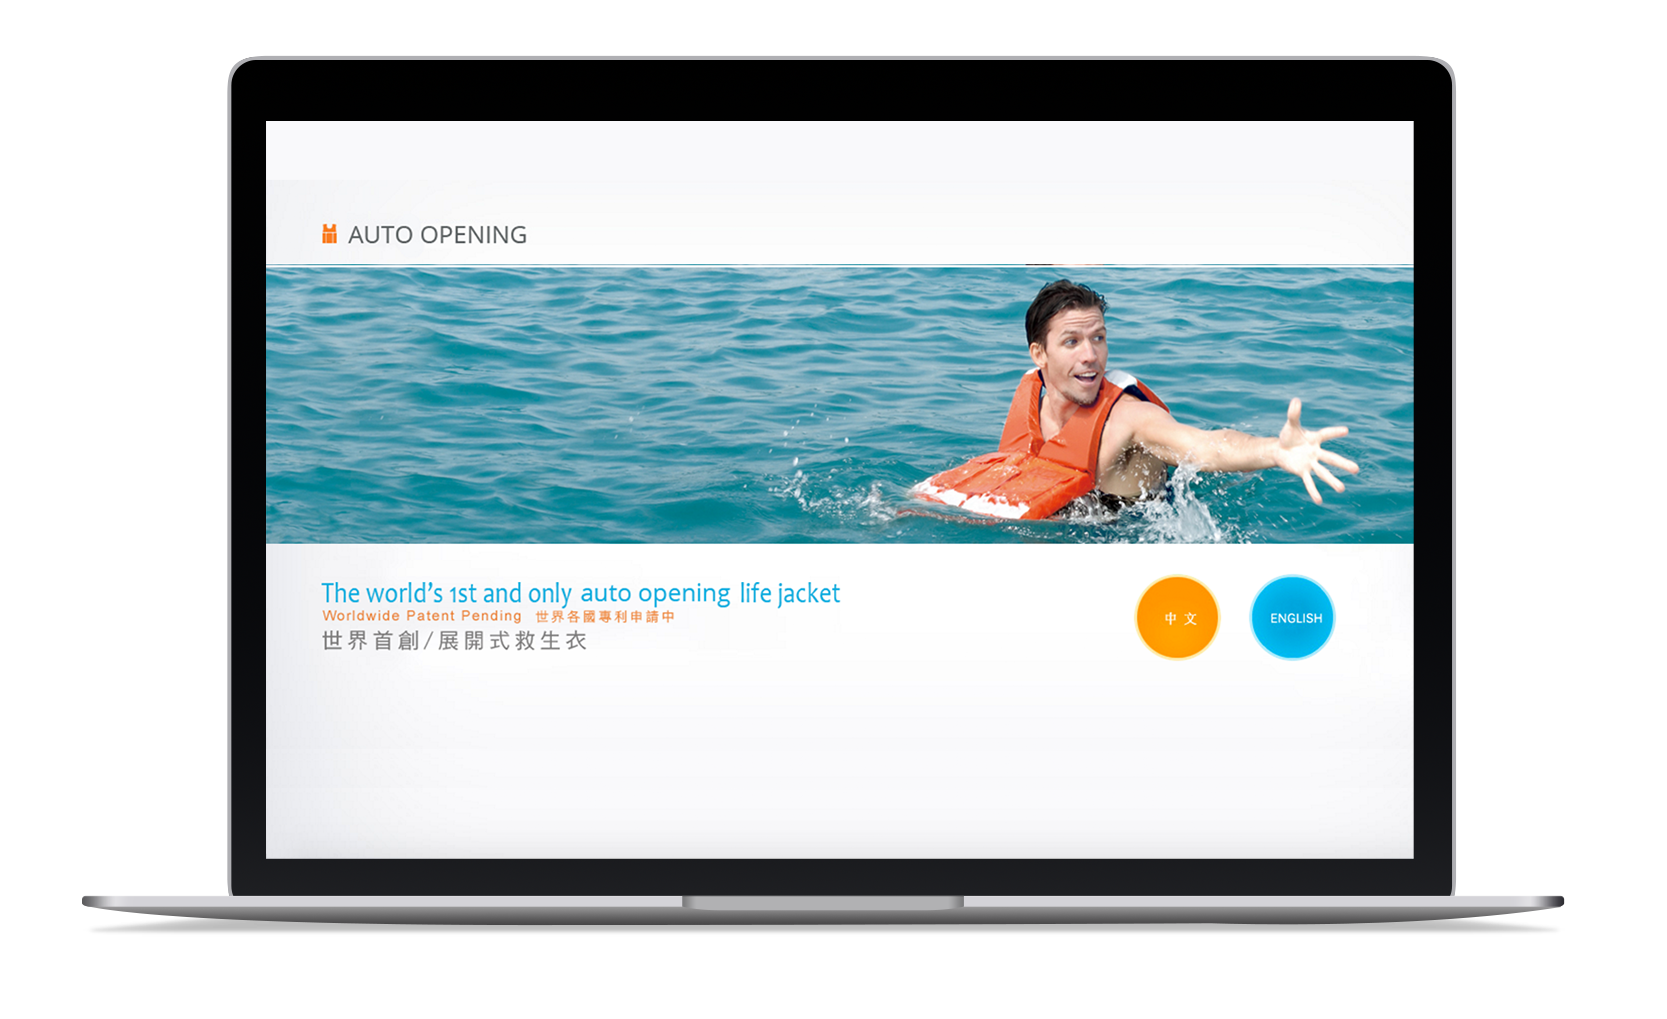 AUTO OPENING
The world's 1st and only auto opening life jacket
Worldwide Patent Pending 世界各國專利申請中
世界首創/展開式救生衣
中文
ENGLISH